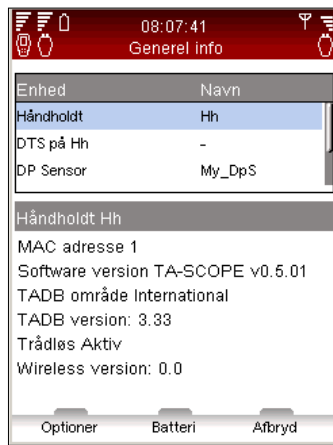 08:07:41
Generel info
Enhed Navn
Håndholdt Hh
DTS på Hh -
DP Sensor My_DpS
Håndholdt Hh
MAC adresse 1
Software version TA-SCOPE v0.5.01
TADB område International
TADB version: 3.33
Trådløs Aktiv
Wireless version: 0.0
Optioner Batteri Afbryd